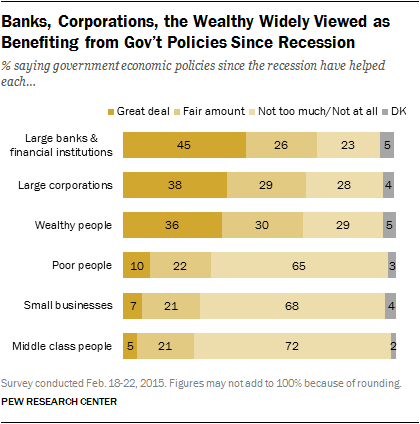 Banks, Corporations, the Wealthy Widely Viewed as
Benefiting from Gov't Policies Since Recession
% saying government economic policies since the recession have helped
each...
Great deal Fair amount Not too much/Not at all DK
Large banks &
financial institutions 45 26 23 5
Large corporations 38 29 28 4
Wealthy people 36 30 29 5
Poor people 10 22 65 3
Small businesses 7 21 68 4
Middle class people 5 21 72 2
Survey conducted Feb. 18-22, 2015. Figures may not add to 100% because of rounding.
PEW RESEARCH CENTER